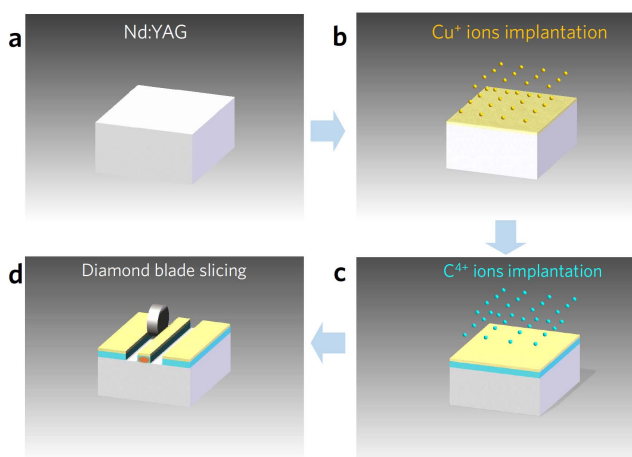 a
Nd:YAG
b
Cu⁺ ions implantation
d
Diamond blade slicing
c
C⁴⁺ ions implantation